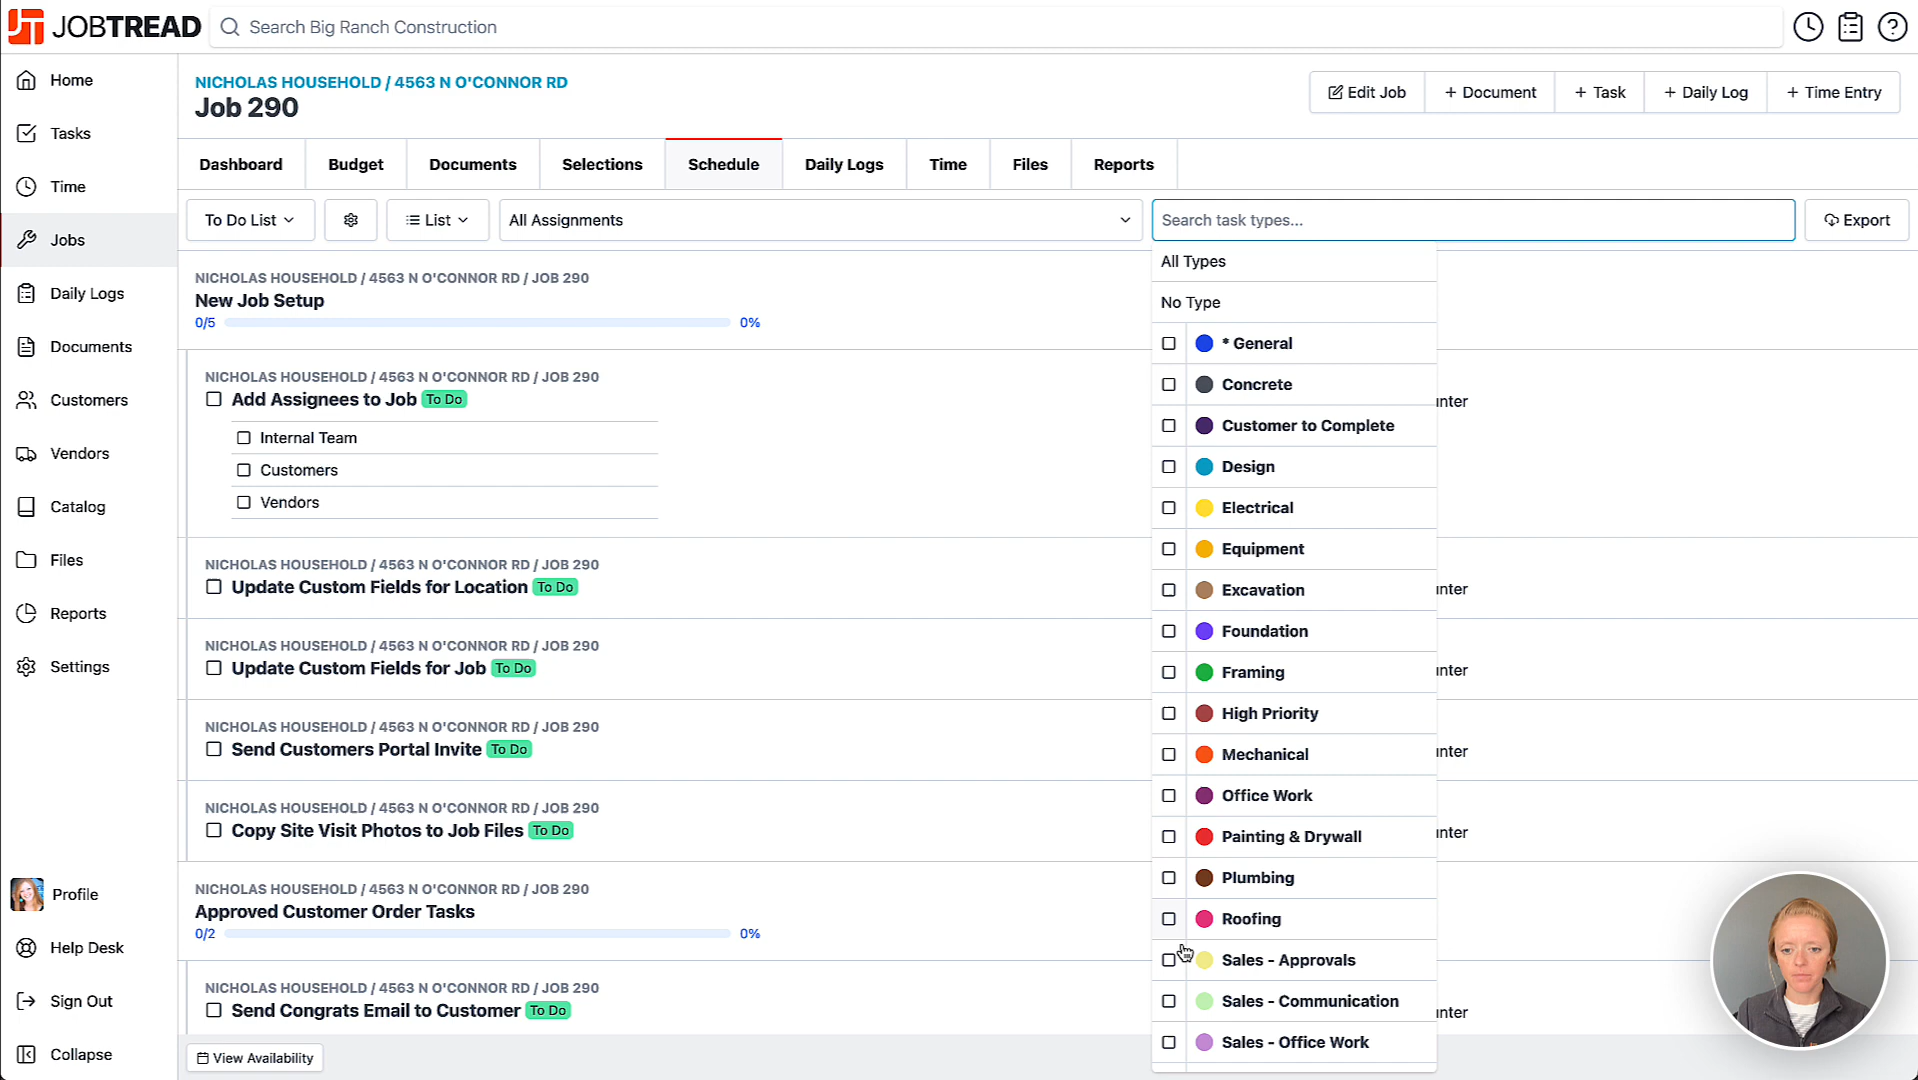 JOBTREAD
Search Big Ranch Construction
Home
Tasks
Time
Jobs
Daily Logs
Documents
Customers
Vendors
Catalog
Files
Reports
Settings
Profile
Help Desk
Sign Out
Collapse
NICHOLAS HOUSEHOLD / 4563 N O'CONNOR RD
Job 290
Edit Job
+ Document
+ Task
+ Daily Log
+ Time Entry
Dashboard
Budget
Documents
Selections
Schedule
Daily Logs
Time
Files
Reports
To Do List
List
All Assignments
Search task types...
Export
NICHOLAS HOUSEHOLD / 4563 N O'CONNOR RD / JOB 290
New Job Setup
0/5 0%
NICHOLAS HOUSEHOLD / 4563 N O'CONNOR RD / JOB 290
Add Assignees to Job To Do
Internal Team
Customers
Vendors
NICHOLAS HOUSEHOLD / 4563 N O'CONNOR RD / JOB 290
Update Custom Fields for Location To Do
NICHOLAS HOUSEHOLD / 4563 N O'CONNOR RD / JOB 290
Update Custom Fields for Job To Do
NICHOLAS HOUSEHOLD / 4563 N O'CONNOR RD / JOB 290
Send Customers Portal Invite To Do
NICHOLAS HOUSEHOLD / 4563 N O'CONNOR RD / JOB 290
Copy Site Visit Photos to Job Files To Do
NICHOLAS HOUSEHOLD / 4563 N O'CONNOR RD / JOB 290
Approved Customer Order Tasks
0/2 0%
NICHOLAS HOUSEHOLD / 4563 N O'CONNOR RD / JOB 290
Send Congrats Email to Customer To Do
View Availability
All Types
No Type
* General
Concrete
Customer to Complete
Design
Electrical
Equipment
Excavation
Foundation
Framing
High Priority
Mechanical
Office Work
Painting & Drywall
Plumbing
Roofing
Sales - Approvals
Sales - Communication
Sales - Office Work